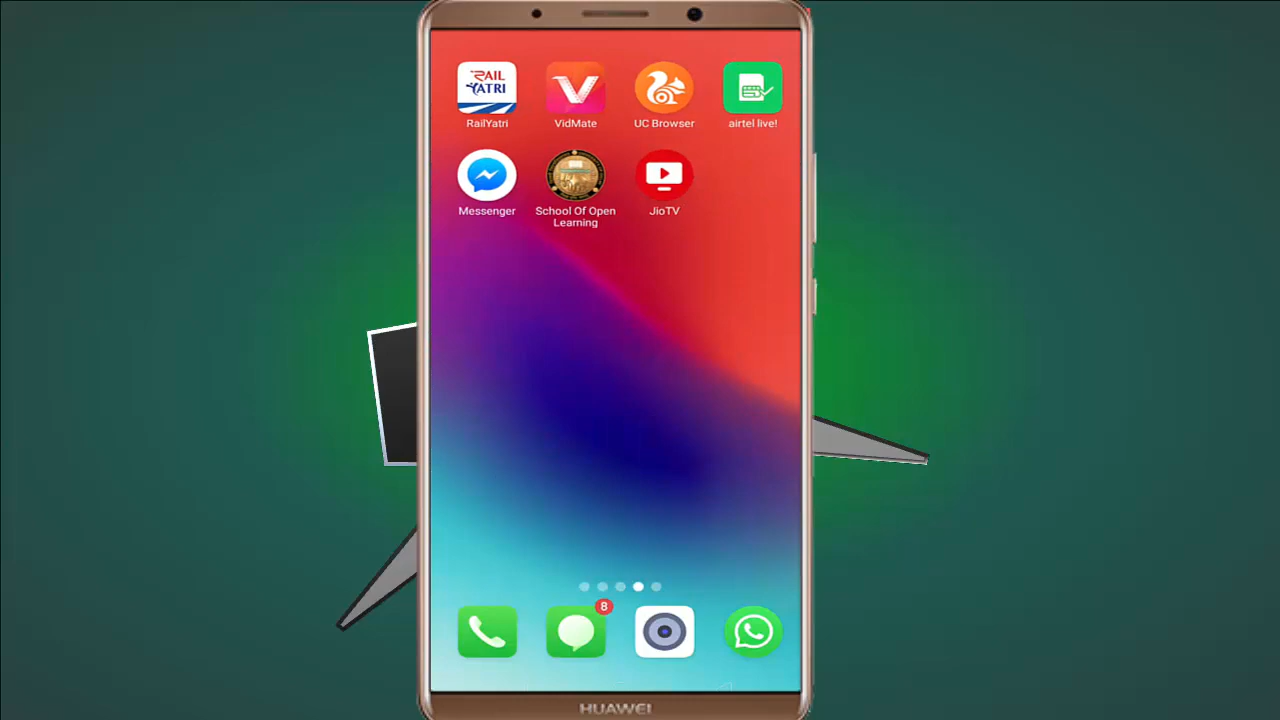 RAIL
YATRI
RailYatri
VidMate
UC Browser
airtel live!
Messenger
School Of Open
Learning
JioTV
8
HUAWEI